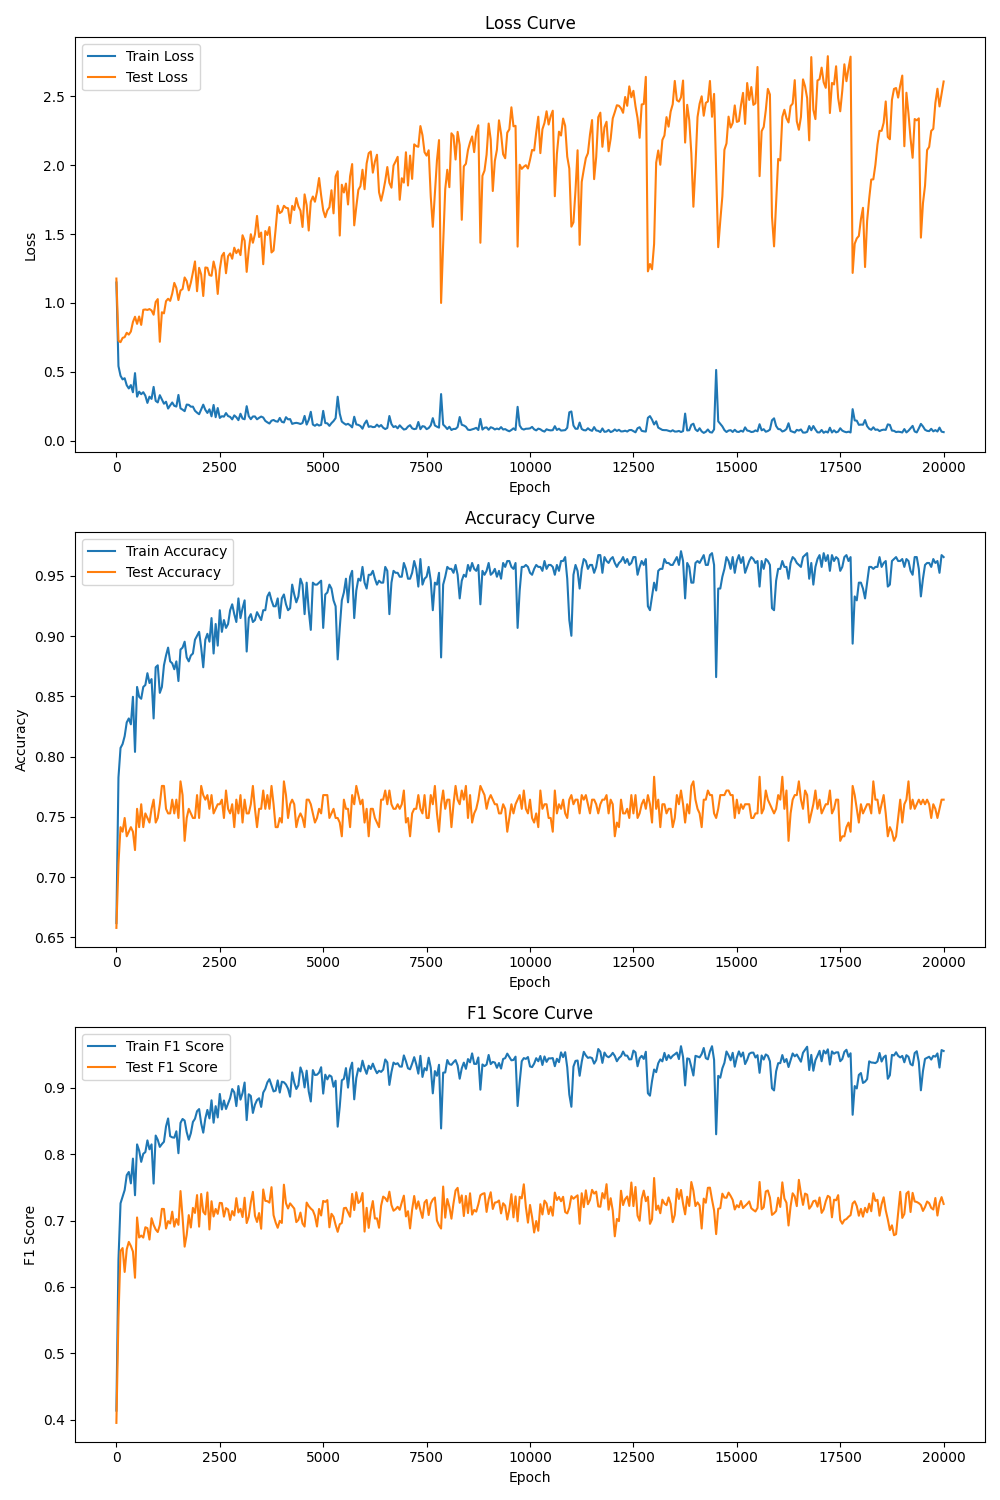 Loss Curve
Train Loss
Test Loss
2.5
2.0
1.5
1.0
0.5
0.0
Loss
0 2500 5000 7500 10000 12500 15000 17500 20000
Epoch
Accuracy Curve
Train Accuracy
Test Accuracy
0.95
0.90
0.85
0.80
0.75
0.70
0.65
Accuracy
0 2500 5000 7500 10000 12500 15000 17500 20000
Epoch
F1 Score Curve
Train F1 Score
Test F1 Score
0.9
0.8
0.7
0.6
0.5
0.4
F1 Score
0 2500 5000 7500 10000 12500 15000 17500 20000
Epoch